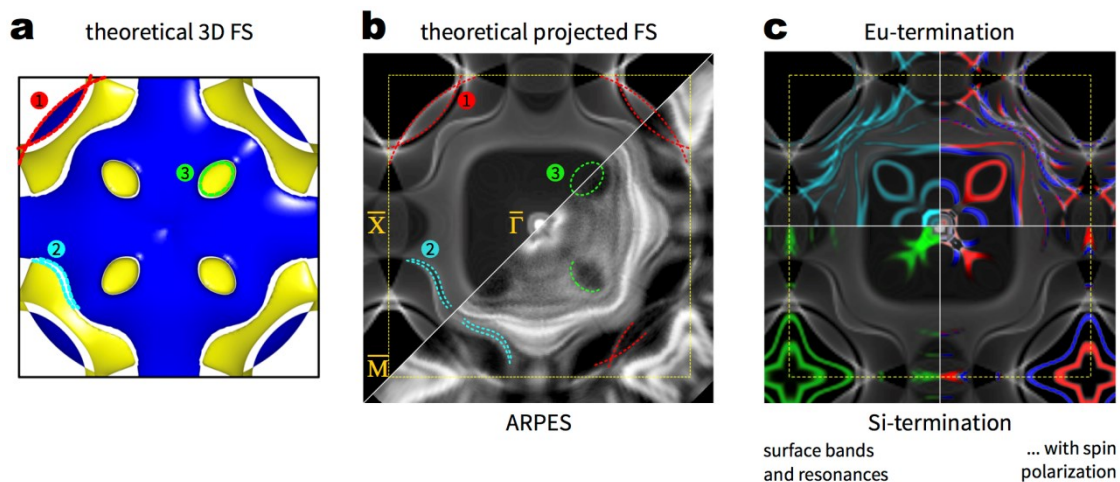 a theoretical 3D FS
b theoretical projected FS
c Eu-termination
1
3
2
1
3
X̅
Γ̅
2
M̅
ARPES
Si-termination
surface bands
and resonances
... with spin
polarization